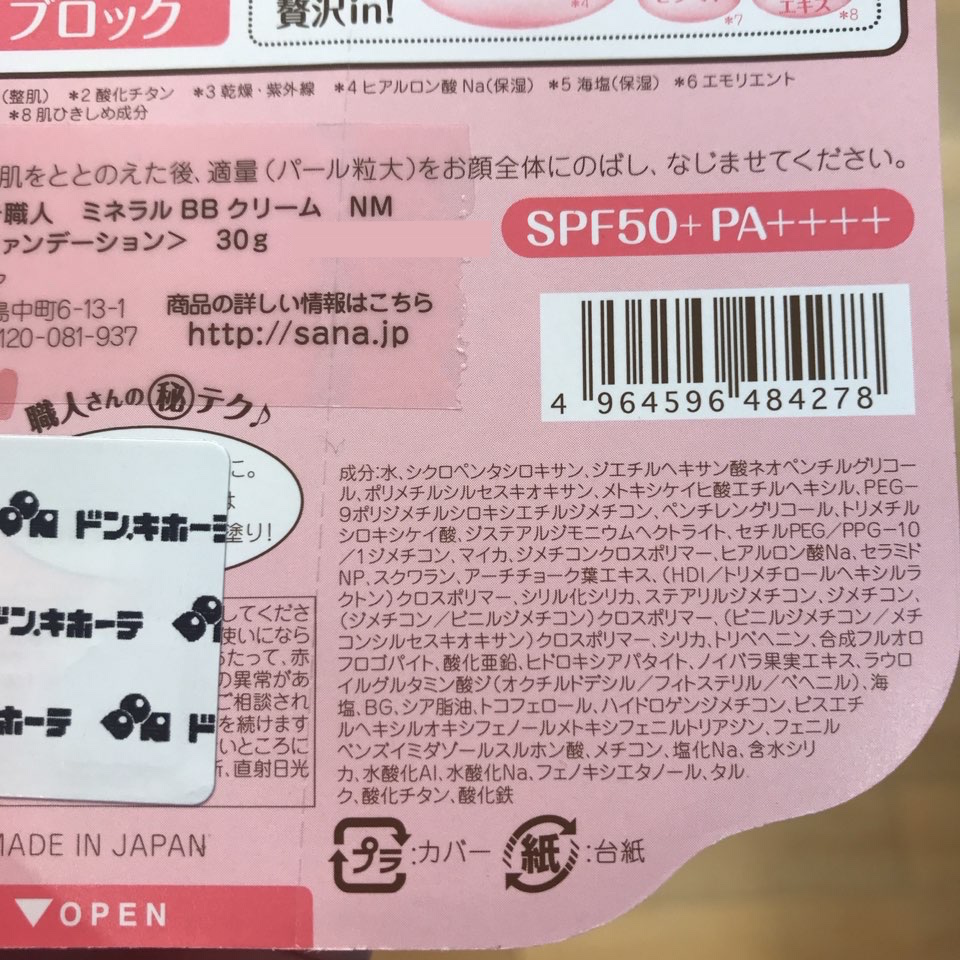 ブロック
贅沢in!
*4
*7
エキス
*8
(整肌) *2 酸化チタン *3 乾燥・紫外線 *4 ヒアルロン酸 Na(保湿) *5 海塩(保湿) *6 エモリエント
*8 肌ひきしめ成分
肌をととのえた後、適量(パール粒大)をお顔全体にのばし、なじませてください。
職人 ミネラル BB クリーム NM
ァンデーション> 30g
SPF50+ PA++++
島中町6-13-1
120-081-937
商品の詳しい情報はこちら
http://sana.jp
4 964596 484278
職人さんの㊙テク♪
こ。
は
塗り!
成分:水、シクロペンタシロキサン、ジエチルヘキサン酸ネオペンチルグリコー
ル、ポリメチルシルセスキオキサン、メトキシケイヒ酸エチルヘキシル、PEG-
9ポリジメチルシロキシエチルジメチコン、ペンチレングリコール、トリメチル
シロキシケイ酸、ジステアルジモニウムヘクトライト、セチルPEG/PPG-10
/1ジメチコン、マイカ、ジメチコンクロスポリマー、ヒアルロン酸Na、セラミド
NP、スクワラン、アーチチョーク葉エキス、(HDI/トリメチロールヘキシルラ
クトン)クロスポリマー、シリル化シリカ、ステアリルジメチコン、ジメチコン、
(ジメチコン/ビニルジメチコン)クロスポリマー、(ビニルジメチコン/メチ
コンシルセスキオキサン)クロスポリマー、シリカ、トリベヘニン、合成フルオロ
フロゴパイト、酸化亜鉛、ヒドロキシアパタイト、ノイバラ果実エキス、ラウロ
イルグルタミン酸ジ(オクチルドデシル/フィトステリル/ベヘニル)、海
塩、BG、シア脂油、トコフェロール、ハイドロゲンジメチコン、ビスエチ
ルヘキシルオキシフェノールメトキシフェニルトリアジン、フェニル
ベンズイミダゾールスルホン酸、メチコン、塩化Na、含水シリ
カ、水酸化Al、水酸化Na、フェノキシエタノール、タル
ク、酸化チタン、酸化鉄
ドン.キホーテ
ドン.キホーテ
ホーテ
ド
してくださ
使いになら
たって、赤
の異常があ
ご相談され
を続けます
いところに
、直射日光
MADE IN JAPAN
プラ:カバー 紙:台紙
▼OPEN